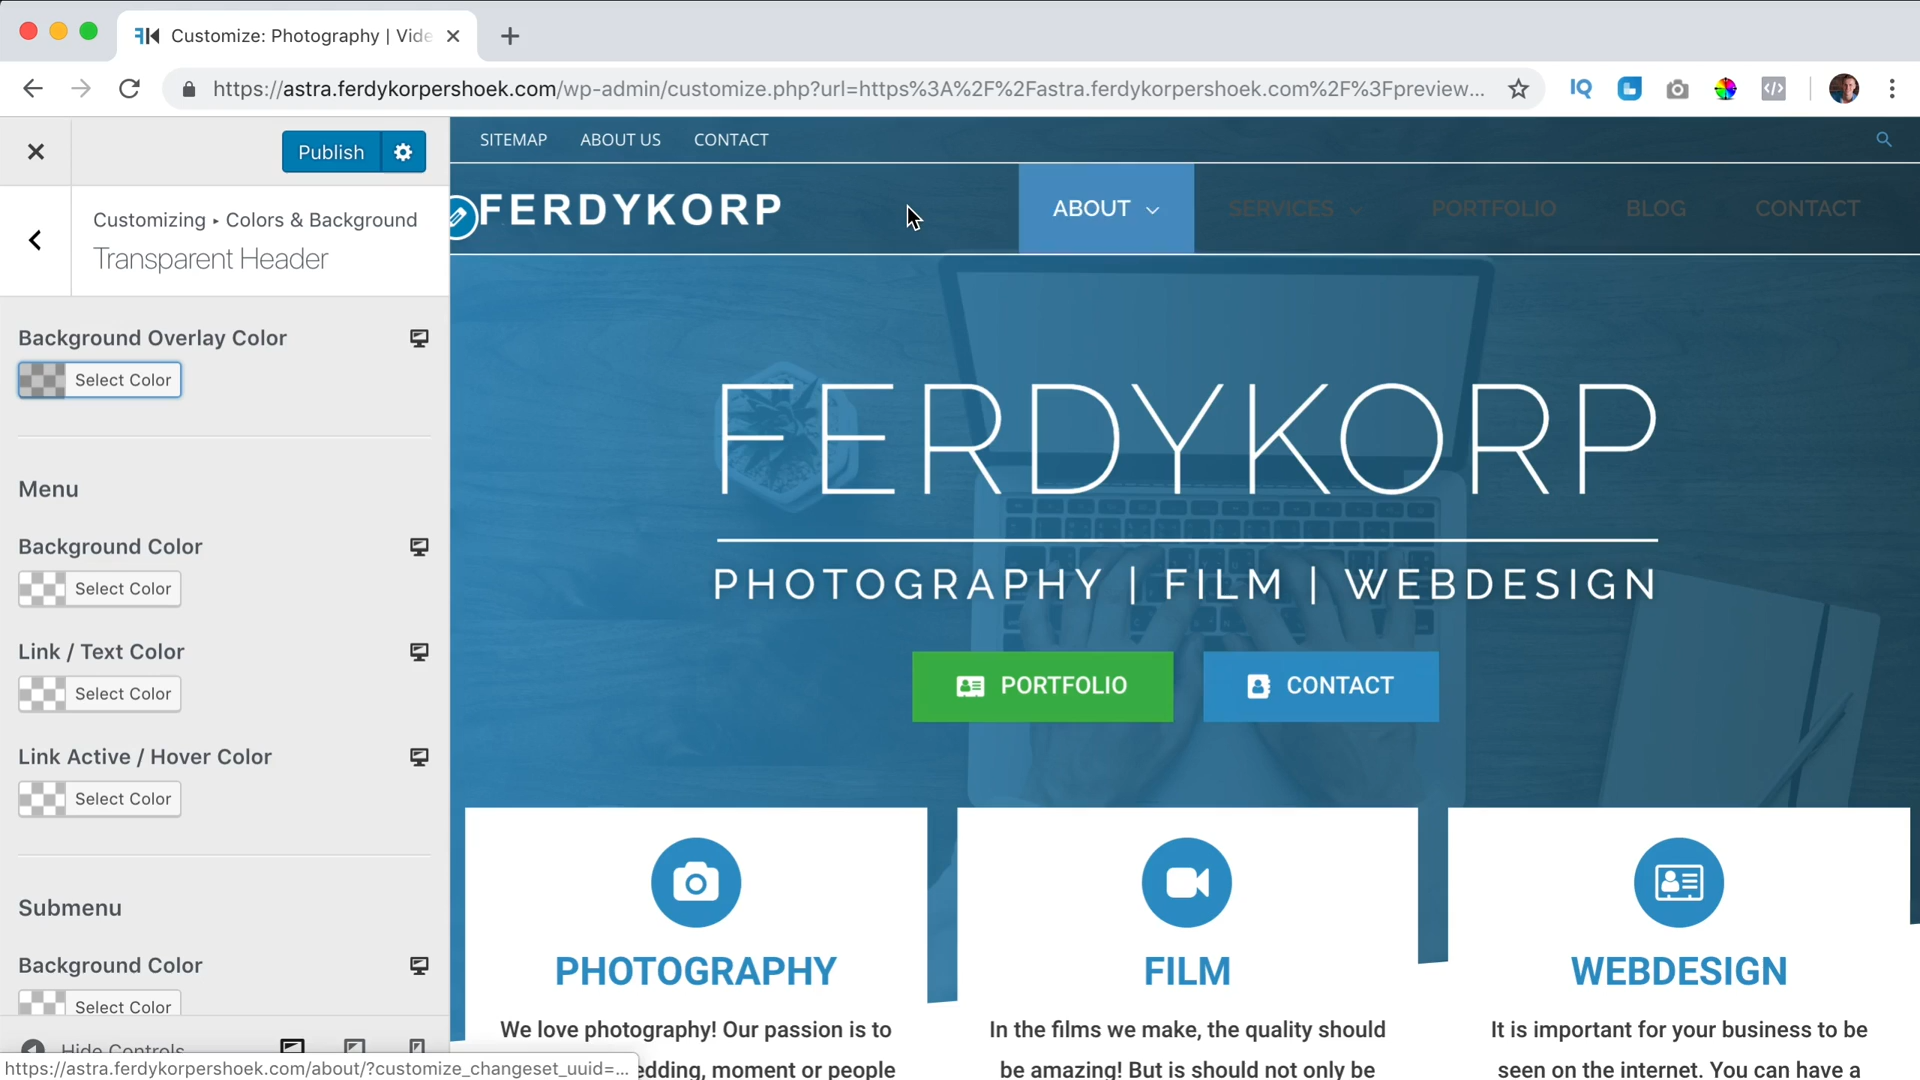 Customize: Photography | Vide
https://astra.ferdykorpershoek.com/wp-admin/customize.php?url=https%3A%2F%2Fastra.ferdykorpershoek.com%2F%3Fpreview...
IQ
Publish
Customizing ▸ Colors & Background
Transparent Header
Background Overlay Color
Select Color
Menu
Background Color
Select Color
Link / Text Color
Select Color
Link Active / Hover Color
Select Color
Submenu
Background Color
Select Color
Hide Controls
https://astra.ferdykorpershoek.com/about/?customize_changeset_uuid=...
SITEMAP ABOUT US CONTACT
FERDYKORP
ABOUT SERVICES PORTFOLIO BLOG CONTACT
FERDYKORP
PHOTOGRAPHY | FILM | WEBDESIGN
PORTFOLIO CONTACT
PHOTOGRAPHY
We love photography! Our passion is to
edding, moment or people
FILM
In the films we make, the quality should
be amazing! But is should not only be
WEBDESIGN
It is important for your business to be
seen on the internet. You can have a